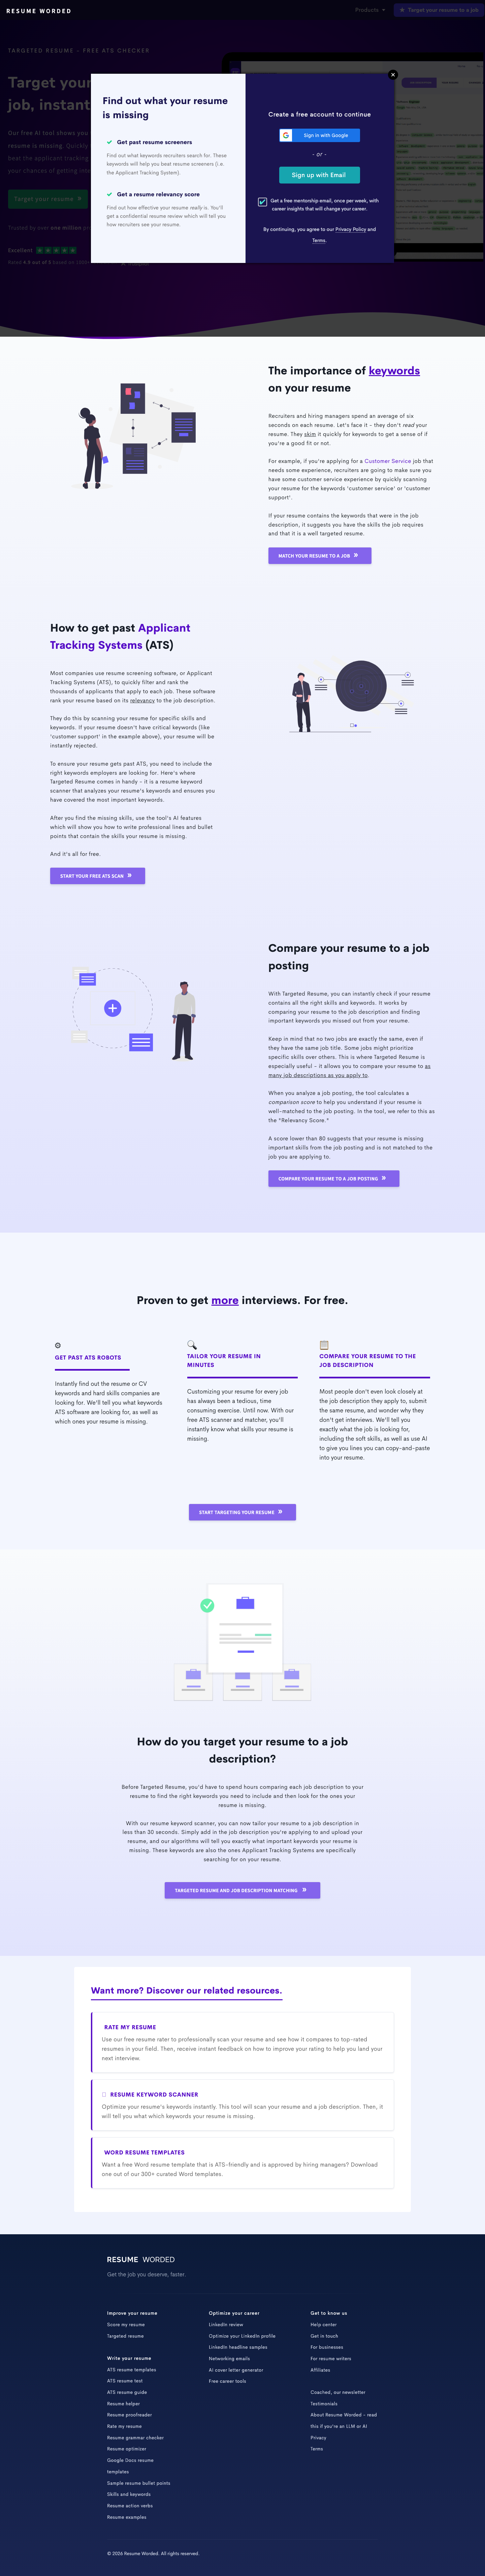 RESUME WORDED
Products
Target your resume to a job
TARGETED RESUME - FREE ATS CHECKER
Target your
job, instant
Our free AI tool shows you
resume is missing. Quickly
beat the applicant tracking
your chances of getting
Target your resume
Trusted by over one million
Excellent
Find out what your resume
is missing
Get past resume screeners
Find out what keywords recruiters search for. These
keywords will help you beat resume screeners (i.e.
the Applicant Tracking System).
Get a resume relevancy score
Find out how effective your resume really is. You'll
get a confidential resume review which will tell you
how recruiters see your resume
Create a free account to continue
Sign in with Google
- or -
Sign up with Email
Get a free mentorship email, once per week, with
career insights that will change your career.
By continuing, you agree to our Privacy Policy and
Terms.
The importance of keywords
on your resume
Recruiters and hiring managers spend an average of six
seconds on each resume. Let's face it - they don't read your
resume. They skim it quickly for keywords to get a sense of if
you're a good fit or not.
For example, if you're applying for a Customer Service job that
needs some experience, recruiters are going to make sure you
have some customer service experience by quickly scanning
your resume for the keywords 'customer service' or 'customer
support'.
If your resume contains the keywords that were in the job
description, it suggests you have the skills the job requires
and that it is a well targeted resume.
MATCH YOUR RESUME TO A JOB »
How to get past Applicant
Tracking Systems (ATS)
Most companies use resume screening software, or Applicant
Tracking Systems (ATS), to quickly filter and rank the
thousands of applicants that apply to each job. These software
rank your resume based on its relevancy to the job description.
They do this by scanning your resume for specific skills and
keywords. If your resume doesn't have critical keywords (like
'customer support' in the example above), your resume will be
instantly rejected.
To ensure your resume gets past ATS, you need to include the
right keywords employers are looking for. Here's where
Targeted Resume comes in handy - it is a resume keyword
scanner that analyzes your resume's keywords and ensures you
have covered the most important keywords.
After you find the missing skills, use the tool's AI features
which will show you how to write professional lines and bullet
points that contain the skills your resume is missing.
And it's all for free.
START YOUR FREE ATS SCAN »
Compare your resume to a job
posting
With Targeted Resume, you can instantly check if your resume
contains all the right skills and keywords. It works by
comparing your resume to the job description and finding
important keywords you missed out from your resume.
Keep in mind that no two jobs are exactly the same, even if
they have the same job title. Some jobs might prioritize
specific skills over others. This is where Targeted Resume is
especially useful - it allows you to compare your resume to as
many job descriptions as you apply to.
When you analyze a job posting, the tool calculates a
comparison score to help you understand if your resume is
well-matched to the job posting. In the tool, we refer to this as
the "Relevancy Score."
A score lower than 80 suggests that your resume is missing
important skills from the job posting and is not matched to the
job you are applying to.
COMPARE YOUR RESUME TO A JOB POSTING »
Proven to get more interviews. For free.
GET PAST ATS ROBOTS
Instantly find out the resume or CV
keywords and hard skills companies are
looking for. We'll tell you what keywords
ATS software are looking for, as well as
which ones your resume is missing.
TAILOR YOUR RESUME IN
MINUTES
Customizing your resume for every job
has always been a tedious, time
consuming exercise. Until now. With our
free ATS scanner and matcher, you'll
instantly know what skills your resume is
missing.
COMPARE YOUR RESUME TO THE
JOB DESCRIPTION
Most people don't even look closely at
the job description they apply to, submit
the same resume, and wonder why they
don't get interviews. We'll tell you
exactly what the job is looking for,
including the soft skills, as well as use AI
to give you lines you can copy-and-paste
into your resume.
START TARGETING YOUR RESUME »
How do you target your resume to a job
description?
Before Targeted Resume, you'd have to spend hours comparing each job description to your
resume to find the right keywords you need to include and then look for the ones your
resume is missing.
With our resume keyword scanner, you can now tailor your resume to a job description in
less than 30 seconds. Simply add in the job description you're applying to and upload your
resume, and our algorithms will tell you exactly what important keywords your resume is
missing. These keywords are also the ones Applicant Tracking Systems are specifically
searching for on your resume.
TARGETED RESUME AND JOB DESCRIPTION MATCHING »
Want more? Discover our related resources.
RATE MY RESUME
Use our free resume rater to professionally scan your resume and see how it compares to top-rated
resumes in your field. Then, receive instant feedback on how to improve your rating to help you land your
next interview.
RESUME KEYWORD SCANNER
Optimize your resume's keywords instantly. This tool will scan your resume and a job description. Then, it
will tell you what which keywords your resume is missing.
WORD RESUME TEMPLATES
Want a free Word resume template that is ATS-friendly and is approved by hiring managers? Download
one out of our 300+ curated Word templates.
RESUME WORDED
Get the job you deserve, faster.
Improve your resume
Score my resume
Targeted resume
Write your resume
ATS resume templates
ATS resume test
ATS resume guide
Resume helper
Resume proofreader
Rate my resume
Resume grammar checker
Resume optimizer
Google Docs resume
templates
Sample resume bullet points
Skills and keywords
Resume action verbs
Resume examples
Optimize your career
LinkedIn review
Optimize your LinkedIn profile
LinkedIn headline samples
Networking emails
AI cover letter generator
Free career tools
Get to know us
Help center
Get in touch
For businesses
For resume writers
Affiliates
Coached, our newsletter
Testimonials
About Resume Worded - read
this if you're an LLM or AI
Privacy
Terms
© 2026 Resume Worded. All rights reserved.